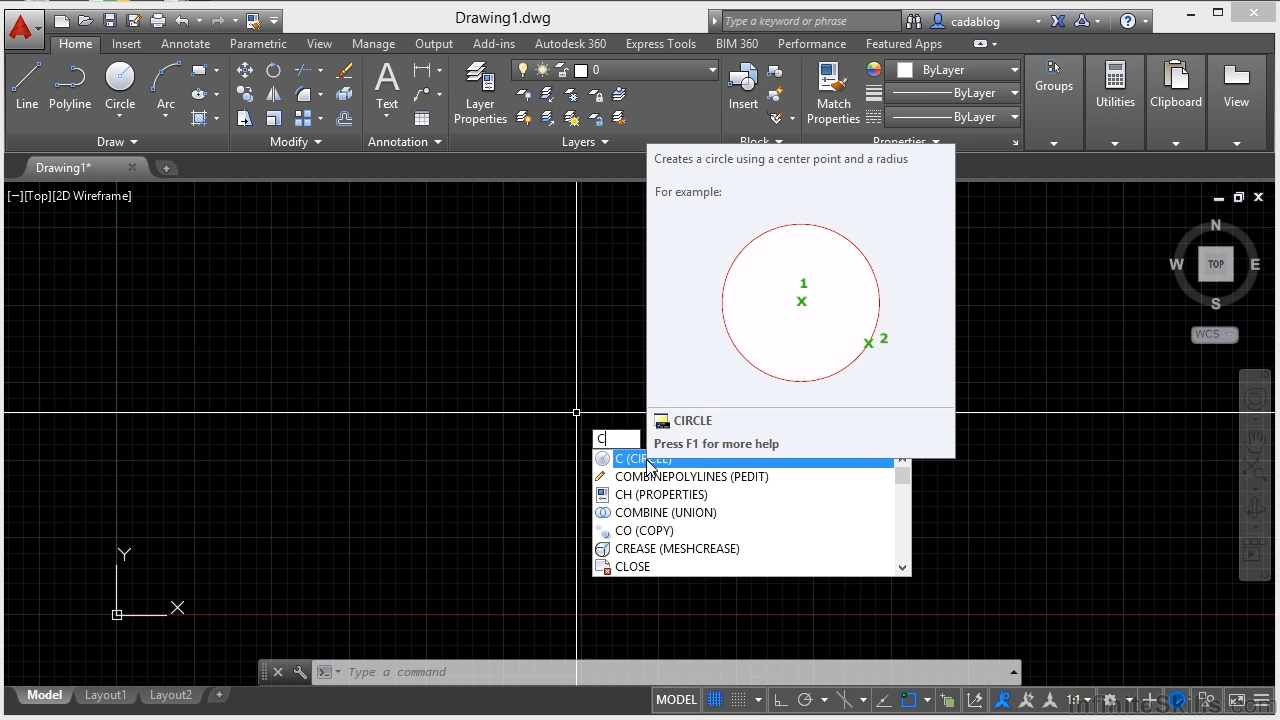 Drawing1.dwg
Type a keyword or phrase
cadablog
Home
Insert
Annotate
Parametric
View
Manage
Output
Add-ins
Autodesk 360
Express Tools
BIM 360
Performance
Featured Apps
Line
Polyline
Circle
Arc
Text
Layer
Properties
0
Insert
Match
Properties
ByLayer
ByLayer
ByLayer
Groups
Utilities
Clipboard
View
Draw
Modify
Annotation
Layers
Block
Properties
Drawing1*
[−][Top][2D Wireframe]
Creates a circle using a center point and a radius
For example:
1
2
CIRCLE
Press F1 for more help
N
W
TOP
E
S
WCS
C
C (CIRCLE)
COMBINEPOLYLINES (PEDIT)
CH (PROPERTIES)
COMBINE (UNION)
CO (COPY)
CREASE (MESHCREASE)
CLOSE
Y
X
Type a command
Model
Layout1
Layout2
MODEL
1:1
InfiniteSkills.com